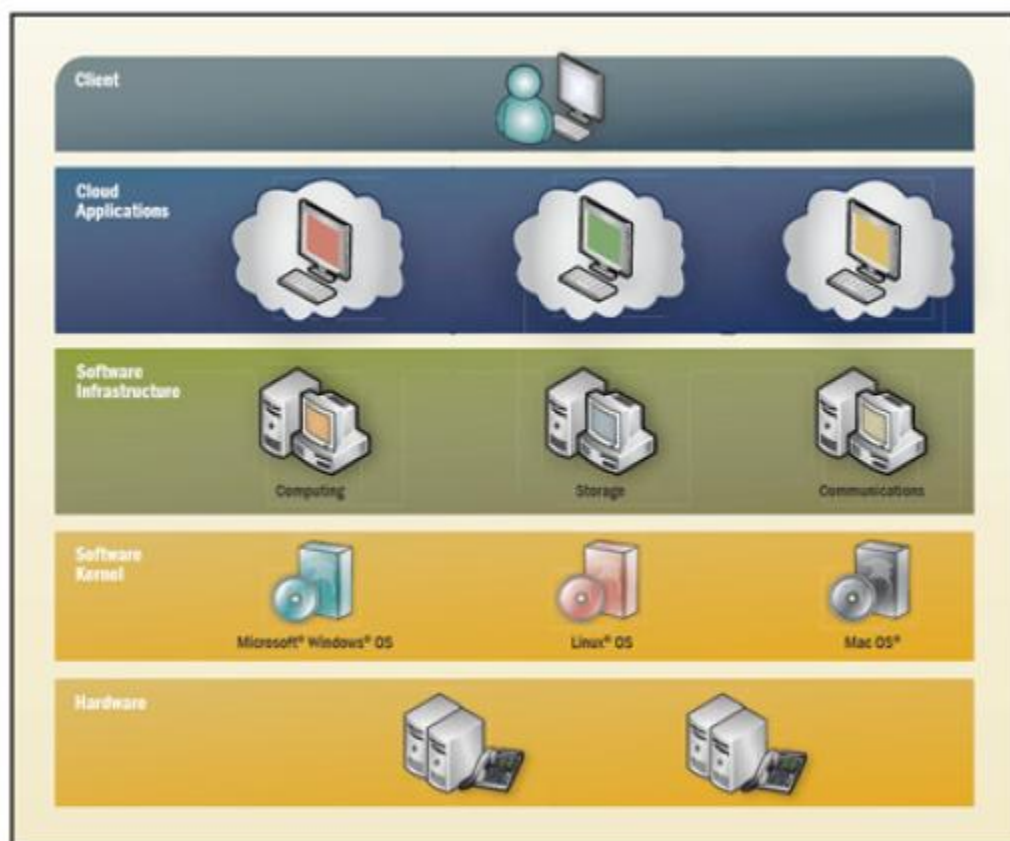 Client
Cloud
Applications
Software
Infrastructure
Computing
Storage
Communications
Software
Kernel
Microsoft® Windows® OS
Linux® OS
Mac OS®
Hardware